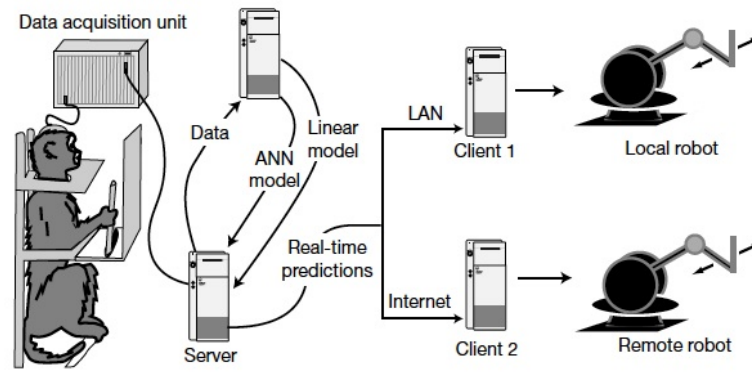 Data acquisition unit
Data
ANN
model
Linear
model
LAN
Client 1
Local robot
Real-time
predictions
Internet
Server
Client 2
Remote robot